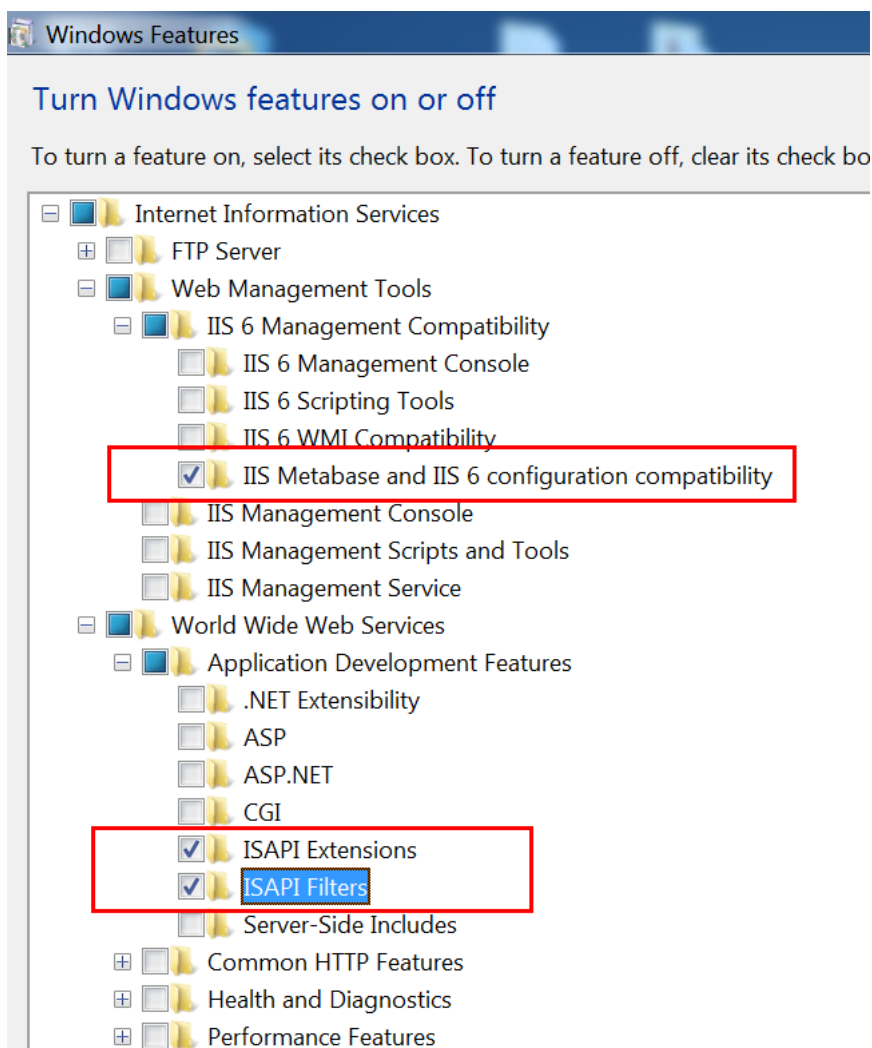 Windows Features
Turn Windows features on or off
To turn a feature on, select its check box. To turn a feature off, clear its check bo
Internet Information Services
FTP Server
Web Management Tools
IIS 6 Management Compatibility
IIS 6 Management Console
IIS 6 Scripting Tools
IIS 6 WMI Compatibility
IIS Metabase and IIS 6 configuration compatibility
IIS Management Console
IIS Management Scripts and Tools
IIS Management Service
World Wide Web Services
Application Development Features
.NET Extensibility
ASP
ASP.NET
CGI
ISAPI Extensions
ISAPI Filters
Server-Side Includes
Common HTTP Features
Health and Diagnostics
Performance Features